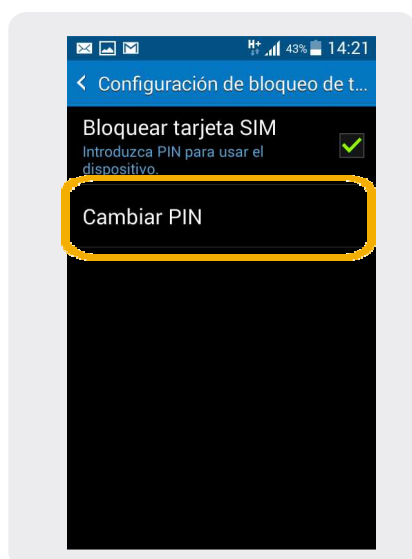 H+ 43% 14:21
Configuración de bloqueo de t...
Bloquear tarjeta SIM
Introduzca PIN para usar el
dispositivo.
Cambiar PIN